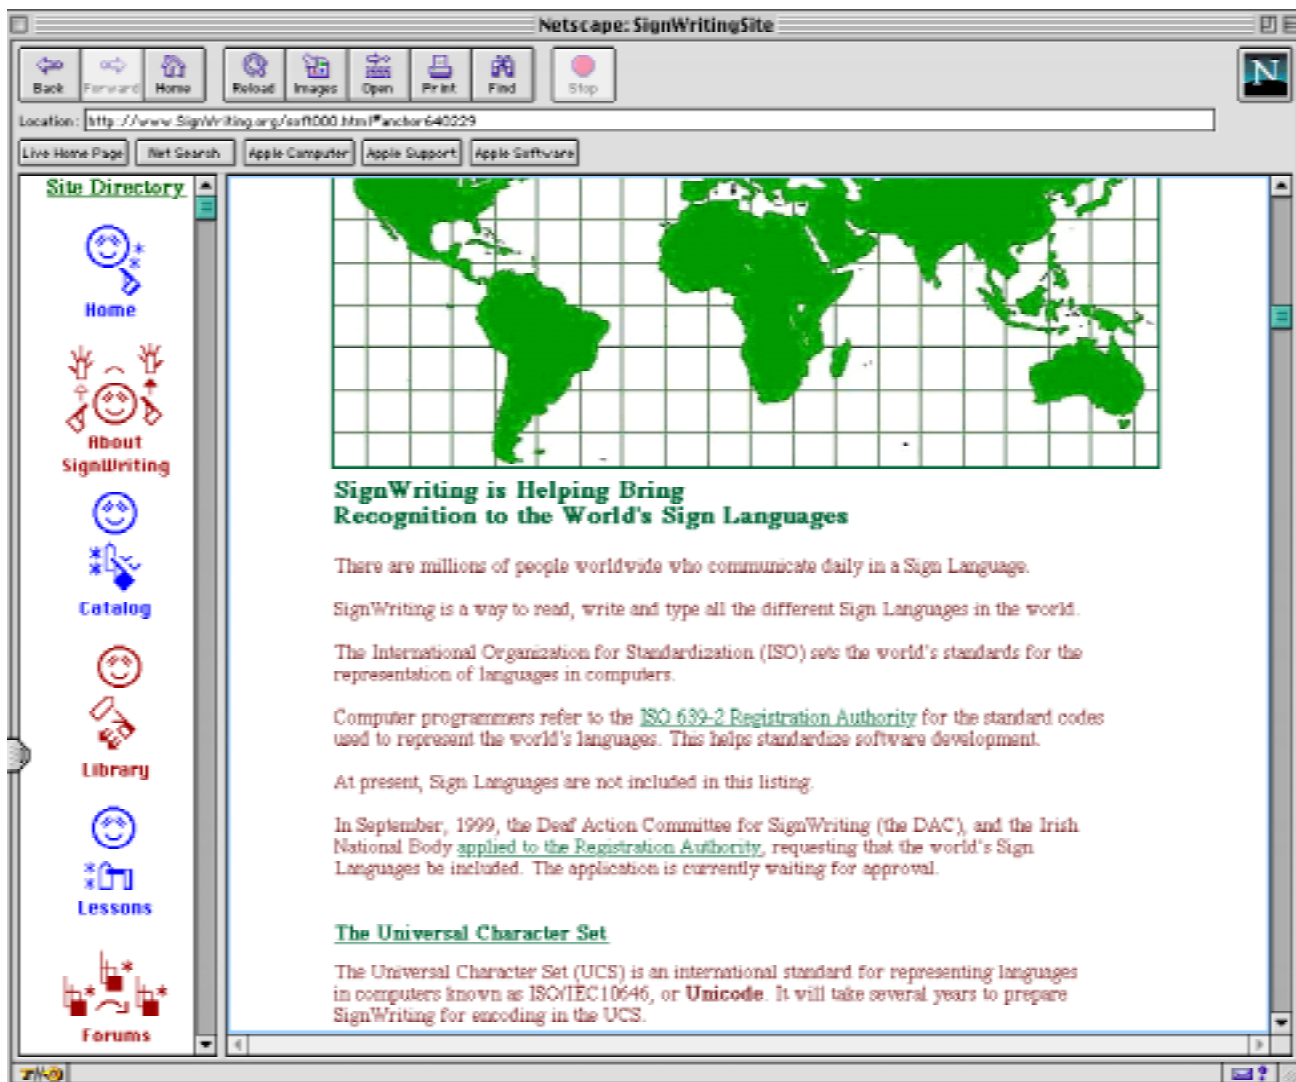 Netscape: SignWritingSite
Back Forward Home Reload Images Open Print Find Stop
N
Location: http://www.SignWriting.org/soft000.html#anchor640229
Live Home Page Net Search Apple Computer Apple Support Apple Software
Site Directory
Home
About
SignWriting
Catalog
Library
Lessons
Forums
SignWriting is Helping Bring
Recognition to the World's Sign Languages
There are millions of people worldwide who communicate daily in a Sign Language.
SignWriting is a way to read, write and type all the different Sign Languages in the world.
The International Organization for Standardization (ISO) sets the world's standards for the
representation of languages in computers.
Computer programmers refer to the ISO 639-2 Registration Authority for the standard codes
used to represent the world's languages. This helps standardize software development.
At present, Sign Languages are not included in this listing.
In September, 1999, the Deaf Action Committee for SignWriting (the DAC), and the Irish
National Body applied to the Registration Authority, requesting that the world's Sign
Languages be included. The application is currently waiting for approval.
The Universal Character Set
The Universal Character Set (UCS) is an international standard for representing languages
in computers known as ISO/IEC10646, or Unicode. It will take several years to prepare
SignWriting for encoding in the UCS.